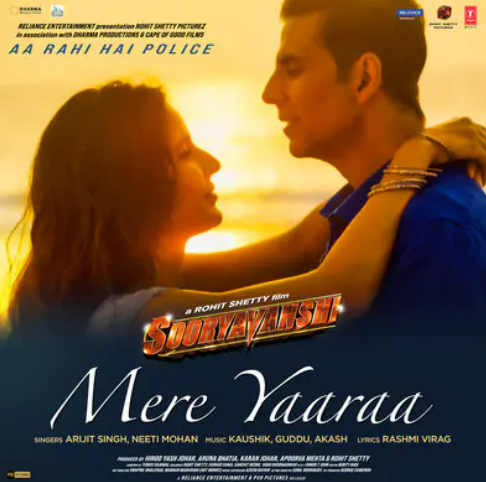 DHARMA
RELIANCE
T
RELIANCE ENTERTAINMENT presentation ROHIT SHETTY PICTUREZ
in association with DHARMA PRODUCTIONS & CAPE OF GOOD FILMS
AA RAHI HAI POLICE
a ROHIT SHETTY film
SOORYAVANSHI
Mere Yaaraa
SINGERS ARIJIT SINGH, NEETI MOHAN MUSIC KAUSHIK, GUDDU, AKASH LYRICS RASHMI VIRAG
PRODUCED BY HIROO YASH JOHAR, ARUNA BHATIA, KARAN JOHAR, APOORVA MEHTA & ROHIT SHETTY
A RELIANCE ENTERTAINMENT & PVR PICTURES RELEASE